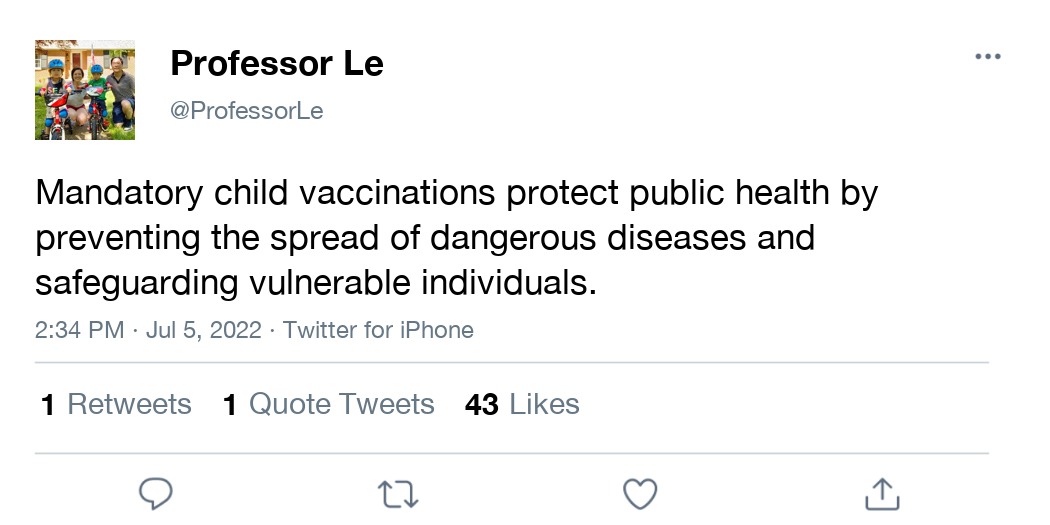 Professor Le
@ProfessorLe
Mandatory child vaccinations protect public health by
preventing the spread of dangerous diseases and
safeguarding vulnerable individuals.
2:34 PM · Jul 5, 2022 · Twitter for iPhone
1 Retweets 1 Quote Tweets 43 Likes